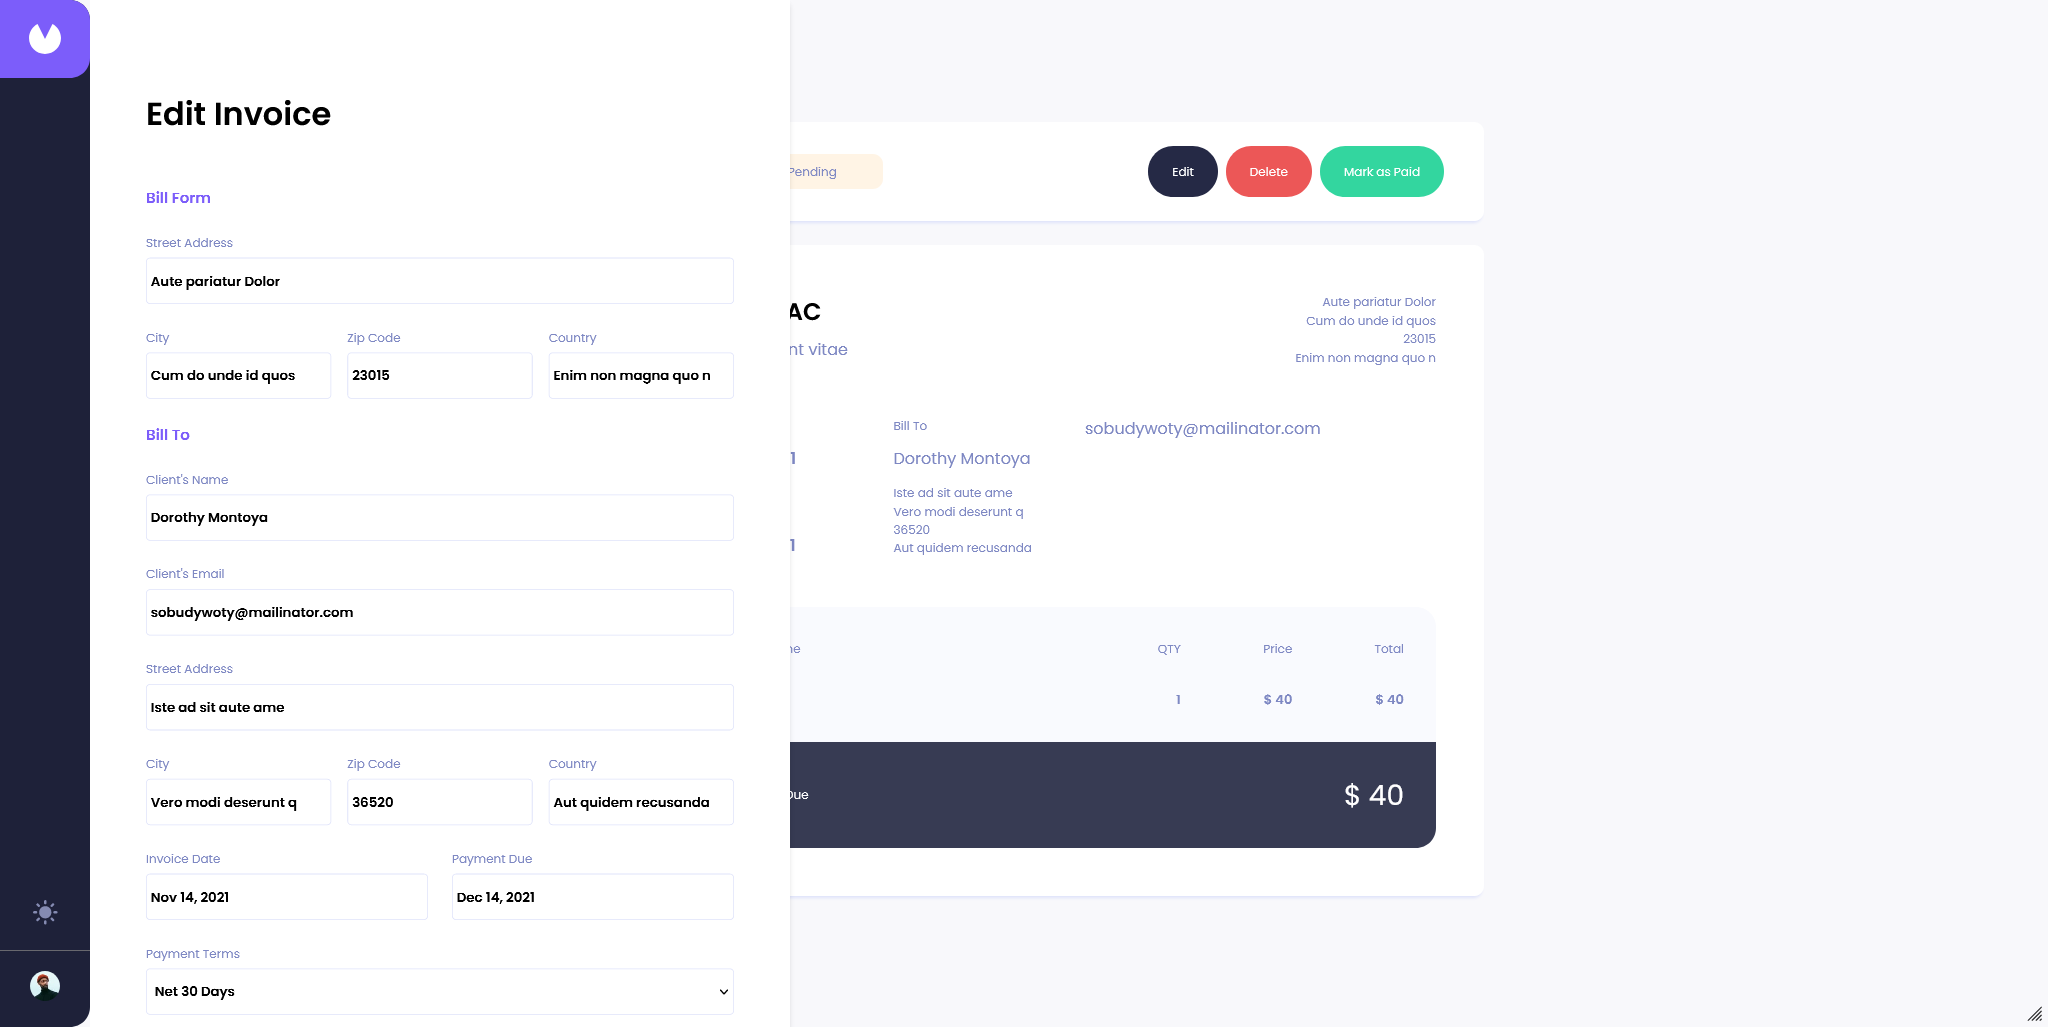 Edit Invoice
Bill Form
Street Address
Aute pariatur Dolor
City
Zip Code
Country
Cum do unde id quos
23015
Enim non magna quo n
Bill To
Client's Name
Dorothy Montoya
Client's Email
sobudywoty@mailinator.com
Street Address
Iste ad sit aute ame
City
Zip Code
Country
Vero modi deserunt q
36520
Aut quidem recusanda
Invoice Date
Payment Due
Nov 14, 2021
Dec 14, 2021
Payment Terms
Net 30 Days
Pending
Edit
Delete
Mark as Paid
AC
nt vitae
Aute pariatur Dolor
Cum do unde id quos
23015
Enim non magna quo n
1
1
Bill To
Dorothy Montoya
Iste ad sit aute ame
Vero modi deserunt q
36520
Aut quidem recusanda
sobudywoty@mailinator.com
ne
QTY
Price
Total
1
$ 40
$ 40
Due
$ 40